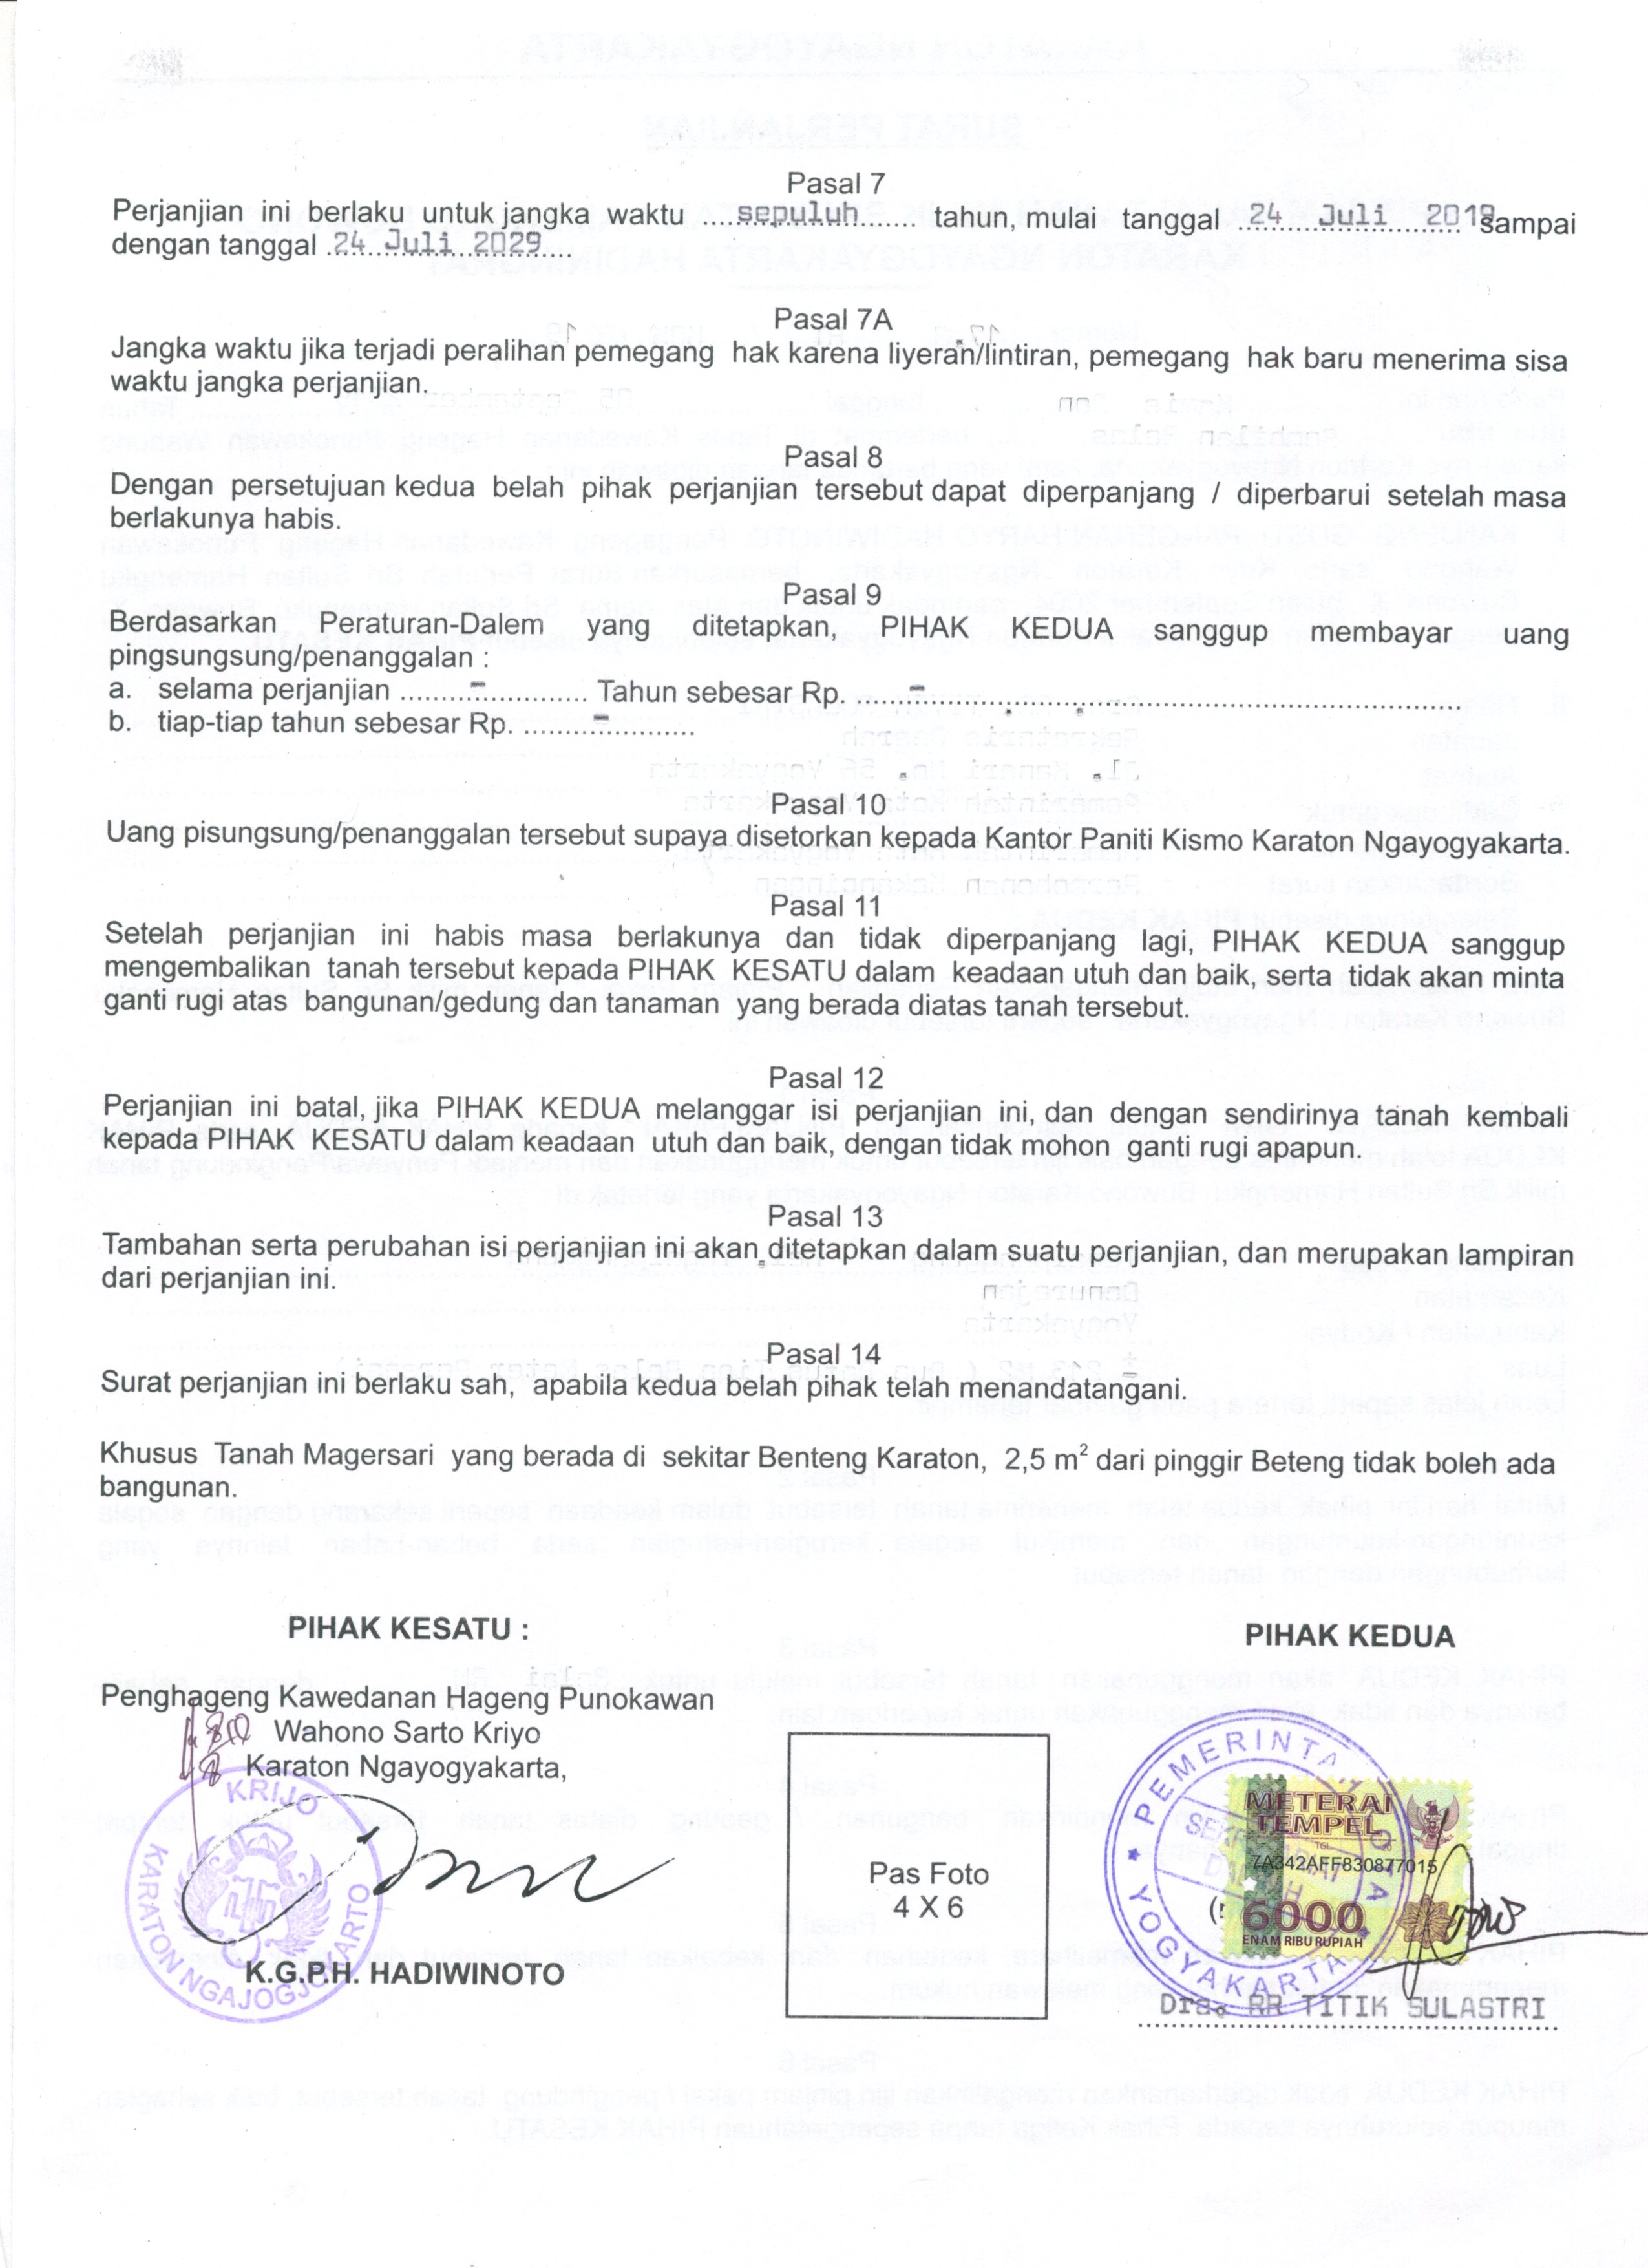 Pasal 7
Perjanjian ini berlaku untuk jangka waktu ....sepuluh........ tahun, mulai tanggal ..24...Juli...2019 sampai
dengan tanggal .24.Juli.2029....
Pasal 7A
Jangka waktu jika terjadi peralihan pemegang hak karena liyeran/lintiran, pemegang hak baru menerima sisa
waktu jangka perjanjian.
Pasal 8
Dengan persetujuan kedua belah pihak perjanjian tersebut dapat diperpanjang / diperbarui setelah masa
berlakunya habis.
Pasal 9
Berdasarkan Peraturan-Dalem yang ditetapkan, PIHAK KEDUA sanggup membayar uang
pingsungsung/penanggalan :
a. selama perjanjian .........-............. Tahun sebesar Rp. ........-........................................................
b. tiap-tiap tahun sebesar Rp. .........-...........
Pasal 10
Uang pisungsung/penanggalan tersebut supaya disetorkan kepada Kantor Paniti Kismo Karaton Ngayogyakarta.
Pasal 11
Setelah perjanjian ini habis masa berlakunya dan tidak diperpanjang lagi, PIHAK KEDUA sanggup
mengembalikan tanah tersebut kepada PIHAK KESATU dalam keadaan utuh dan baik, serta tidak akan minta
ganti rugi atas bangunan/gedung dan tanaman yang berada diatas tanah tersebut.
Pasal 12
Perjanjian ini batal, jika PIHAK KEDUA melanggar isi perjanjian ini, dan dengan sendirinya tanah kembali
kepada PIHAK KESATU dalam keadaan utuh dan baik, dengan tidak mohon ganti rugi apapun.
Pasal 13
Tambahan serta perubahan isi perjanjian ini akan ditetapkan dalam suatu perjanjian, dan merupakan lampiran
dari perjanjian ini.
Pasal 14
Surat perjanjian ini berlaku sah, apabila kedua belah pihak telah menandatangani.
Khusus Tanah Magersari yang berada di sekitar Benteng Karaton, 2,5 m² dari pinggir Beteng tidak boleh ada
bangunan.
PIHAK KESATU :
Penghageng Kawedanan Hageng Punokawan
Wahono Sarto Kriyo
Karaton Ngayogyakarta,
KRIJO
KARATON NGAJOGJOKARTO
K.G.P.H. HADIWINOTO
Pas Foto
4 X 6
PIHAK KEDUA
PEMERINTA
YOGYAKARTA
METERAI
TEMPEL
TGL
20
7A342AFF830877015
6000
ENAM RIBU RUPIAH
Dra. RR TITIK SULASTRI